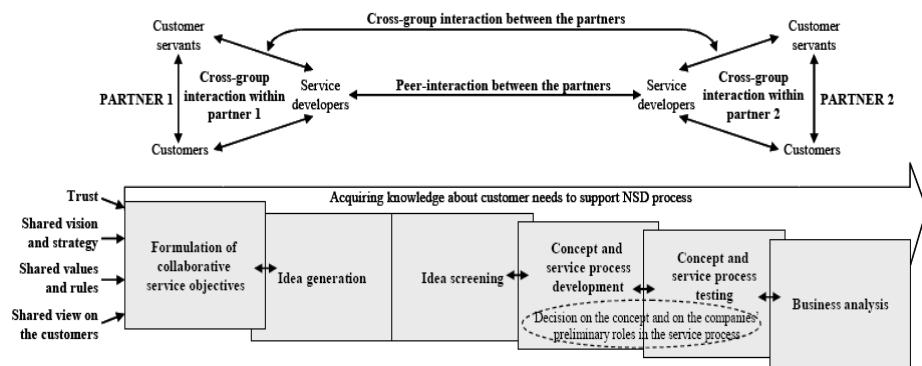 Cross-group interaction between the partners
Customer
servants
Customer
servants
PARTNER 1
Cross-group
interaction within
partner 1
Service
developers
Peer-interaction between the partners
Service
developers
Cross-group
interaction within
partner 2
PARTNER 2
Customers
Customers
Acquiring knowledge about customer needs to support NSD process
Trust
Shared vision
and strategy
Shared values
and rules
Shared view on
the customers
Formulation of
collaborative
service objectives
Idea generation
Idea screening
Concept and
service process
development
Concept and
service process
testing
Business analysis
Decision on the concept and on the companies'
preliminary roles in the service process